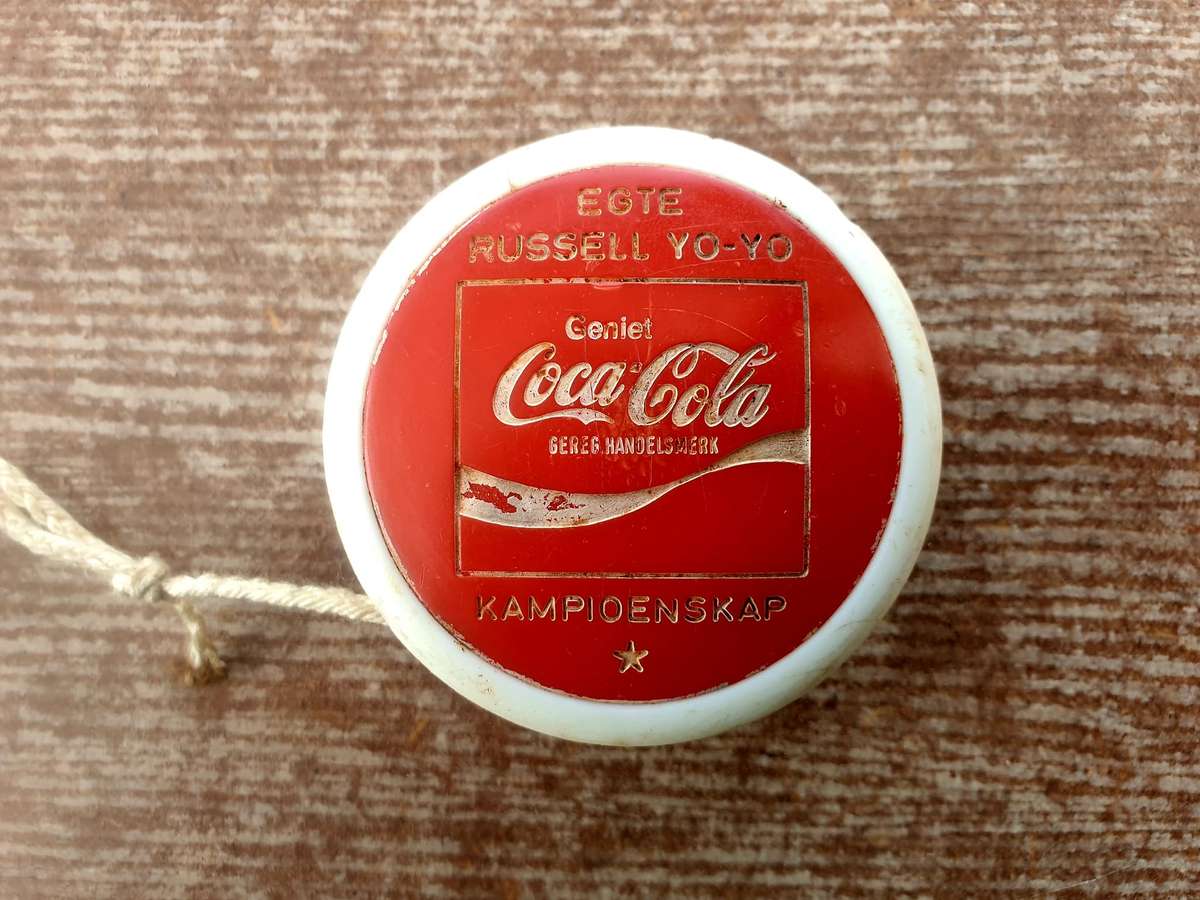 EGTE
RUSSELL YO-YO
Geniet
Coca-Cola
GEREG. HANDELSMERK
KAMPIOENSKAP